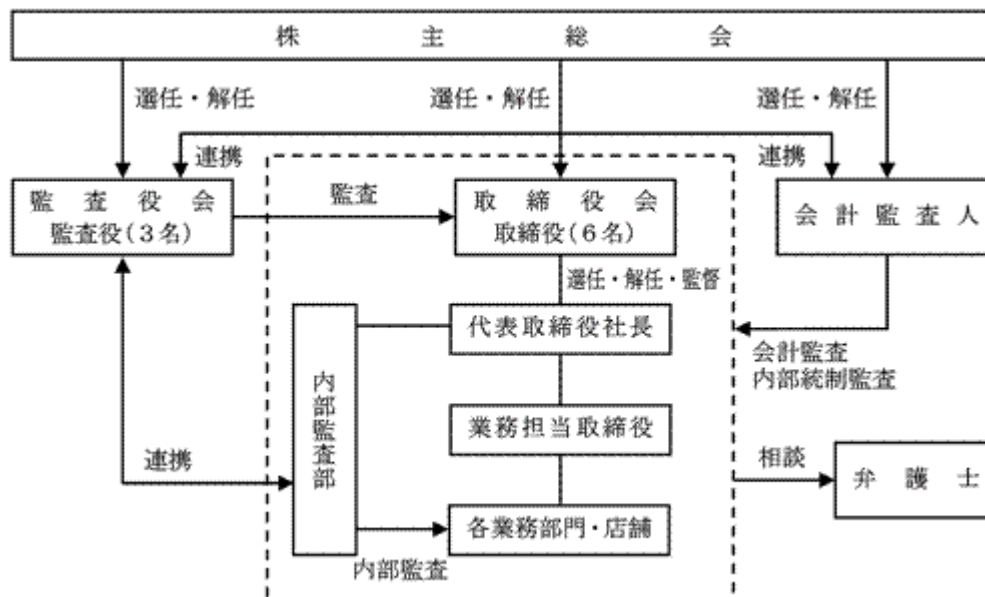 株主総会
選任・解任
選任・解任
選任・解任
連携
連携
監査役会
監査役(3名)
監査
取締役会
取締役(6名)
会計監査人
選任・解任・監督
代表取締役社長
会計監査
内部統制監査
内部監査部
業務担当取締役
連携
相談
弁護士
各業務部門・店舗
内部監査